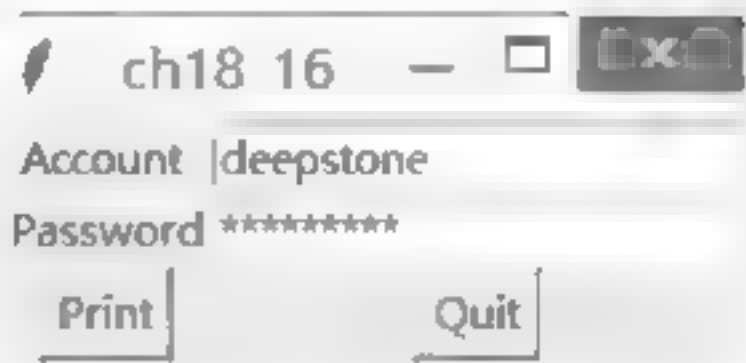 ch18 16
Account deepstone
Password *********
Print Quit